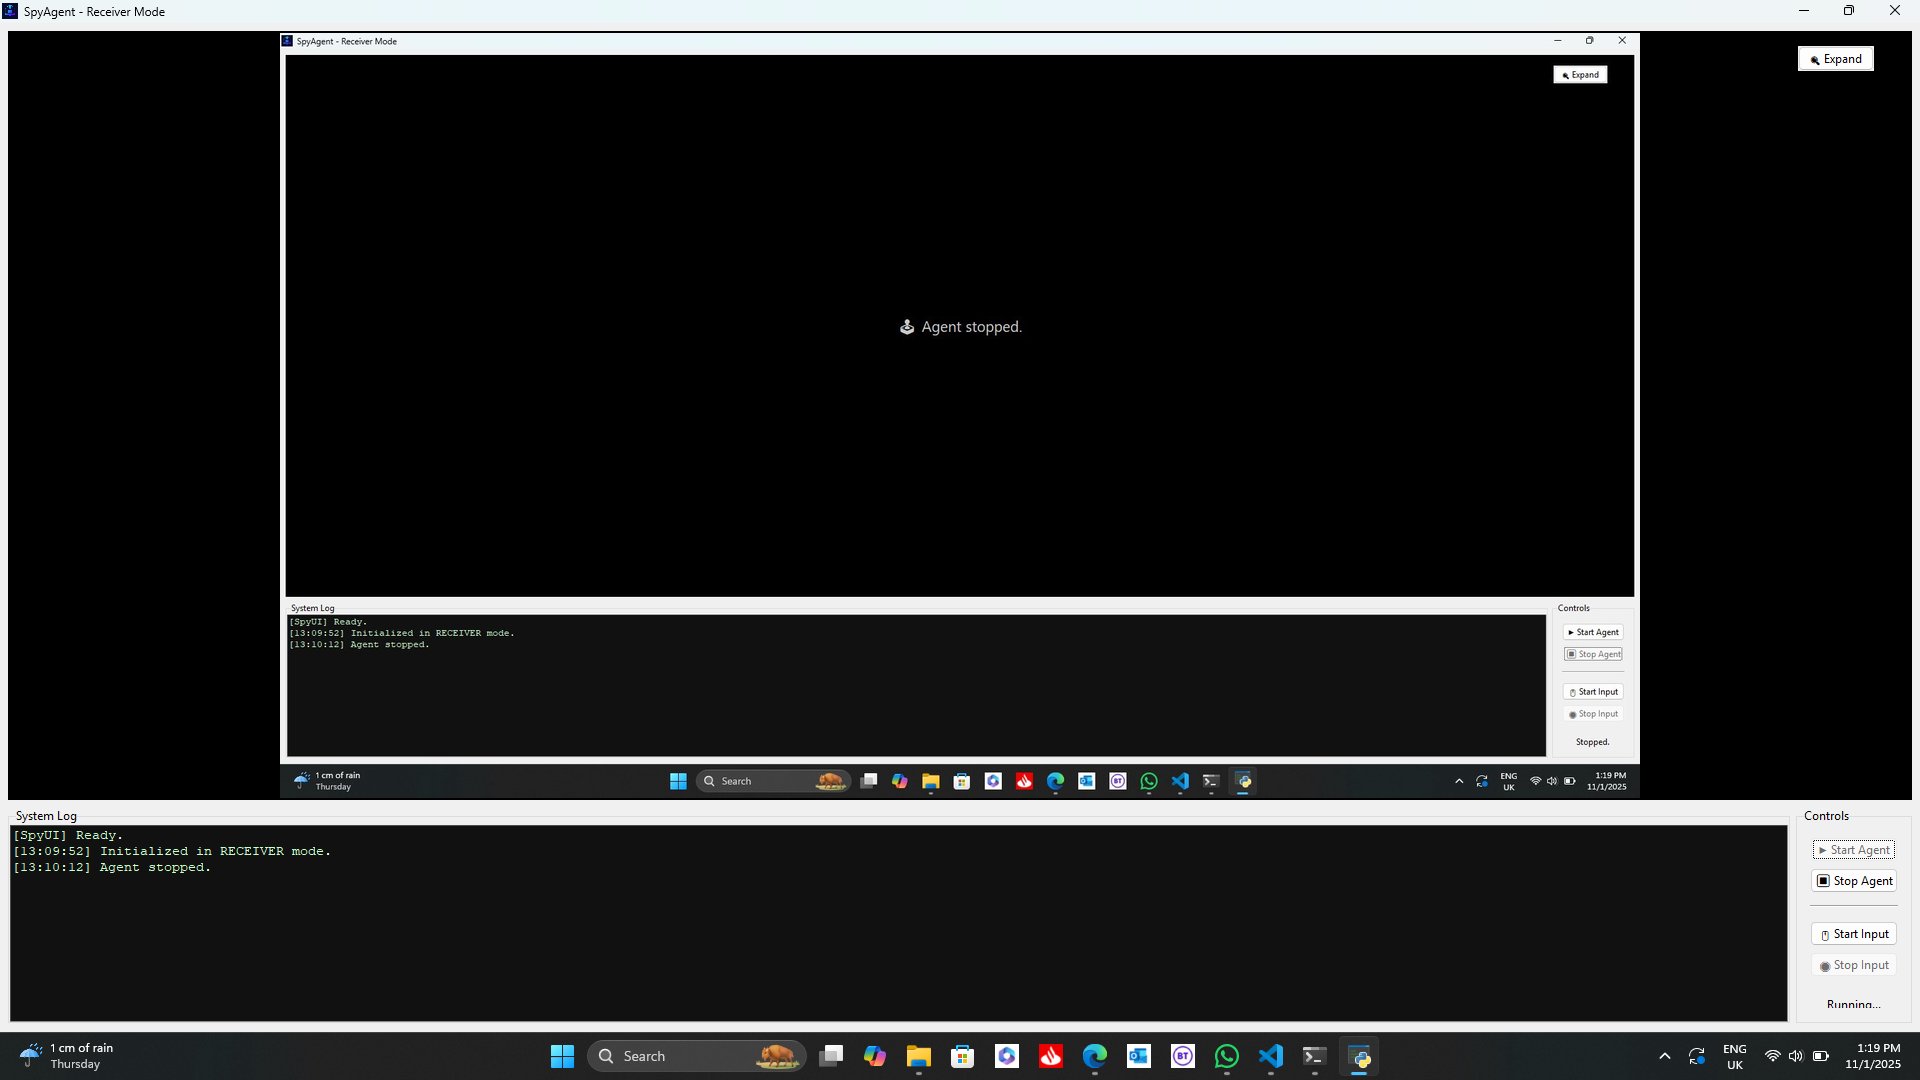 SpyAgent - Receiver Mode
SpyAgent - Receiver Mode
Expand
Expand
Agent stopped.
System Log
[SpyUI] Ready.
[13:09:52] Initialized in RECEIVER mode.
[13:10:12] Agent stopped.
Controls
Start Agent
Stop Agent
Start Input
Stop Input
Stopped.
1 cm of rain
Thursday
Search
BT
ENG
UK
1:19 PM
11/1/2025
System Log
[SpyUI] Ready.
[13:09:52] Initialized in RECEIVER mode.
[13:10:12] Agent stopped.
Controls
Start Agent
Stop Agent
Start Input
Stop Input
Running...
1 cm of rain
Thursday
Search
BT
ENG
UK
1:19 PM
11/1/2025